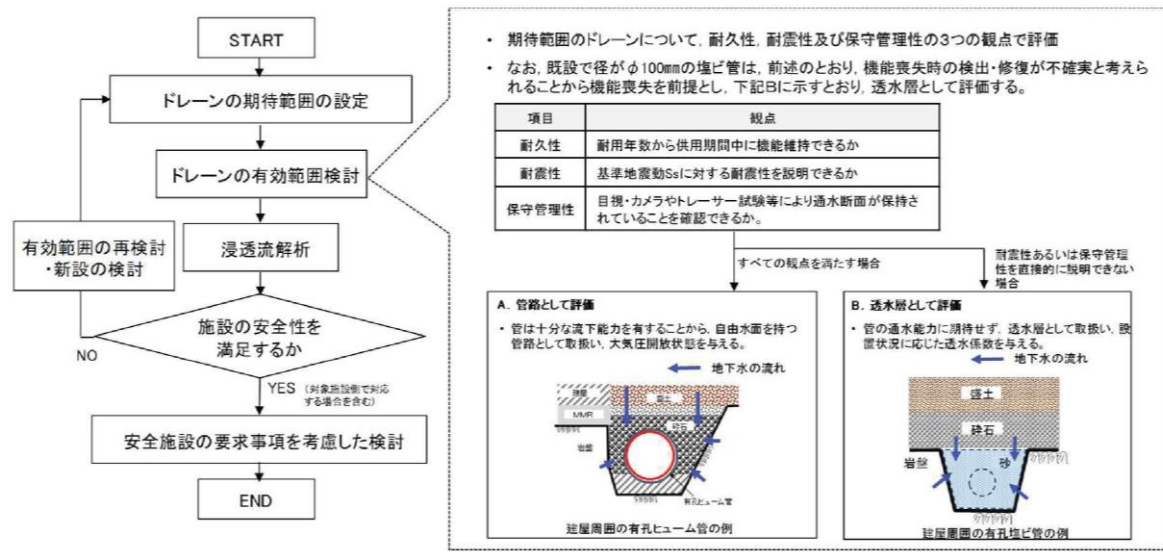 START
ドレーンの期待範囲の設定
ドレーンの有効範囲検討
浸透流解析
有効範囲の再検討
・新設の検討
施設の安全性を
満足するか
NO
YES (対象施設側で対応
する場合を含む)
安全施設の要求事項を考慮した検討
END
・ 期待範囲のドレーンについて，耐久性，耐震性及び保守管理性の3つの観点で評価
・ なお，既設で径がφ100mmの塩ビ管は，前述のとおり，機能喪失時の検出・修復が不確実と考えら
れることから機能喪失を前提とし，下記Bに示すとおり，透水層として評価する。
項目 観点
耐久性 耐用年数から供用期間中に機能維持できるか
耐震性 基準地震動Ssに対する耐震性を説明できるか
保守管理性 目視・カメラやトレーサー試験等により通水断面が保持さ
れていることを確認できるか。
すべての観点を満たす場合
耐震性あるいは保守管理
性を直接的に説明できない
場合
A. 管路として評価
・ 管は十分な流下能力を有することから，自由水面を持つ
管路として取扱い，大気圧開放状態を与える。
地下水の流れ
建屋
盛土
MMR
砕石
岩盤
有孔ヒューム管
建屋周囲の有孔ヒューム管の例
B. 透水層として評価
・ 管の通水能力に期待せず，透水層として取扱い，設
置状況に応じた透水係数を与える。
地下水の流れ
盛土
砕石
岩盤
砂
建屋周囲の有孔塩ビ管の例